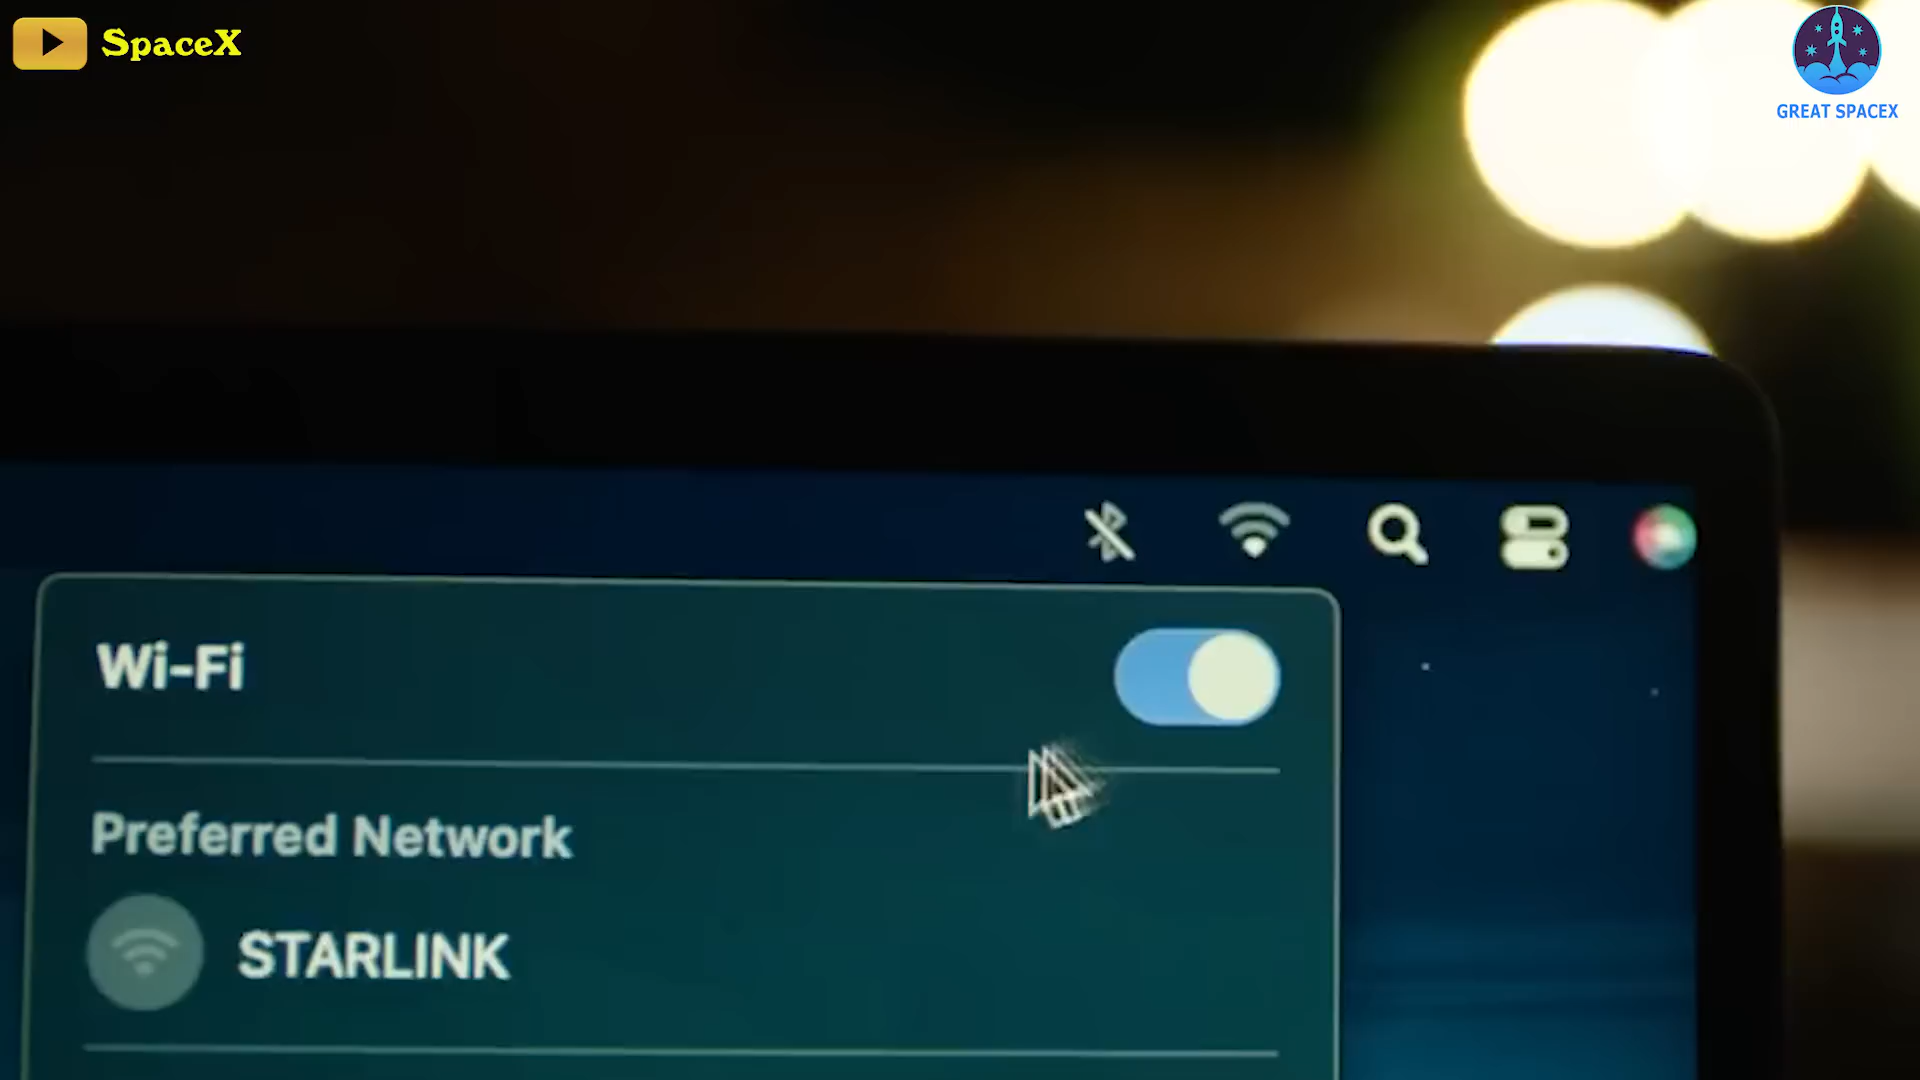 SpaceX
GREAT SPACEX
Wi-Fi
Preferred Network
STARLINK